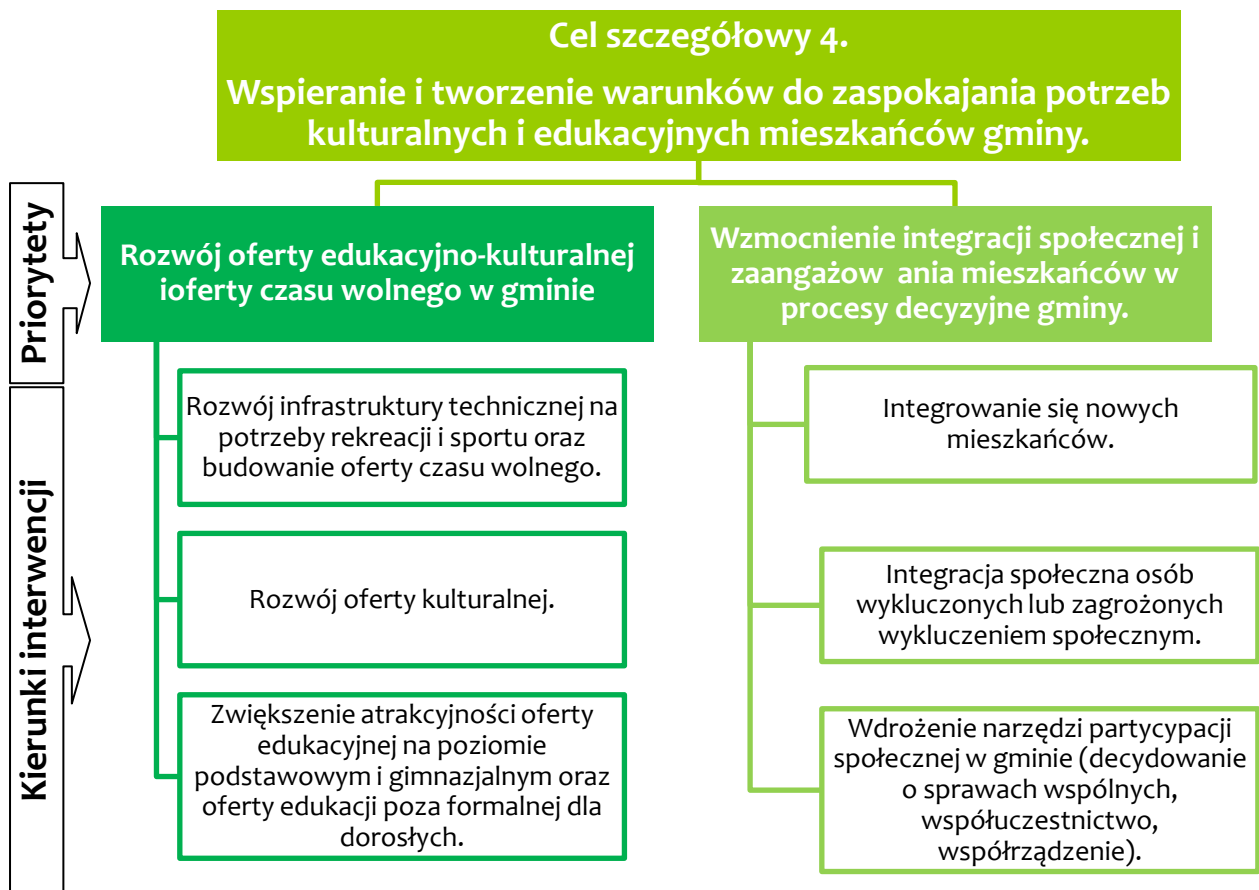 Cel szczegółowy 4.
Wspieranie i tworzenie warunków do zaspokajania potrzeb
kulturalnych i edukacyjnych mieszkańców gminy.
Priorytety
Rozwój oferty edukacyjno-kulturalnej
ioferty czasu wolnego w gminie
Wzmocnienie integracji społecznej i
zaangażow  ania mieszkańców w
procesy decyzyjne gminy.
Kierunki interwencji
Rozwój infrastruktury technicznej na
potrzeby rekreacji i sportu oraz
budowanie oferty czasu wolnego.
Rozwój oferty kulturalnej.
Zwiększenie atrakcyjności oferty
edukacyjnej na poziomie
podstawowym i gimnazjalnym oraz
oferty edukacji poza formalnej dla
dorosłych.
Integrowanie się nowych
mieszkańców.
Integracja społeczna osób
wykluczonych lub zagrożonych
wykluczeniem społecznym.
Wdrożenie narzędzi partycypacji
społecznej w gminie (decydowanie
o sprawach wspólnych,
współuczestnictwo,
współrządzenie).